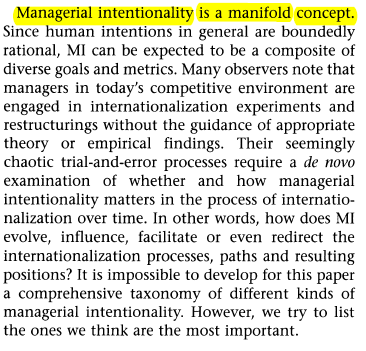 Managerial intentionality is a manifold concept.
Since human intentions in general are boundedly
rational, MI can be expected to be a composite of
diverse goals and metrics. Many observers note that
managers in today's competitive environment are
engaged in internationalization experiments and
restructurings without the guidance of appropriate
theory or empirical findings. Their seemingly
chaotic trial-and-error processes require a de novo
examination of whether and how managerial
intentionality matters in the process of internatio-
nalization over time. In other words, how does MI
evolve, influence, facilitate or even redirect the
internationalization processes, paths and resulting
positions? It is impossible to develop for this paper
a comprehensive taxonomy of different kinds of
managerial intentionality. However, we try to list
the ones we think are the most important.